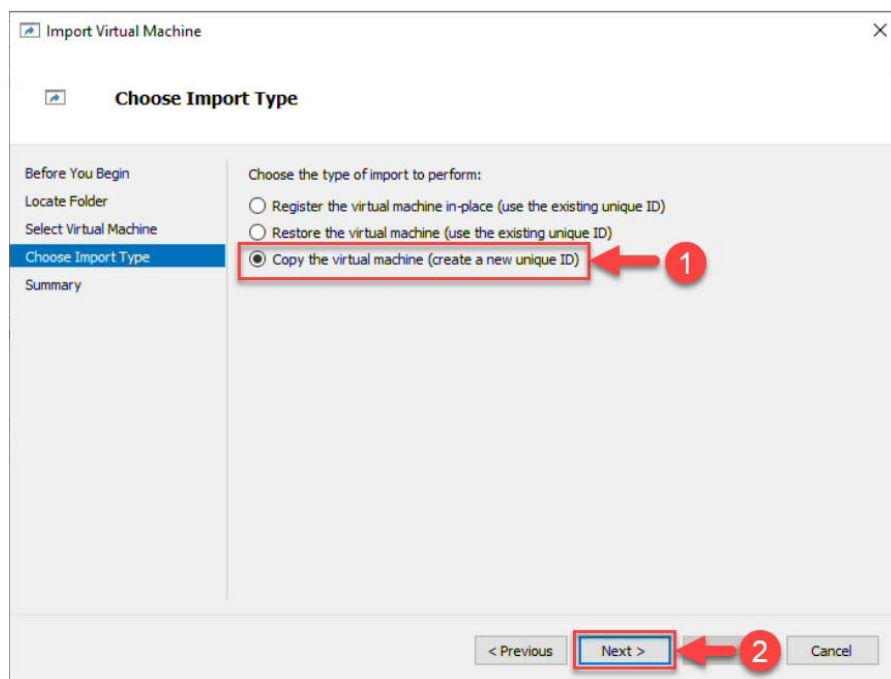 Import Virtual Machine
Choose Import Type
Before You Begin
Locate Folder
Select Virtual Machine
Choose Import Type
Summary
Choose the type of import to perform:
Register the virtual machine in-place (use the existing unique ID)
Restore the virtual machine (use the existing unique ID)
Copy the virtual machine (create a new unique ID)
1
< Previous
Next >
2
Cancel